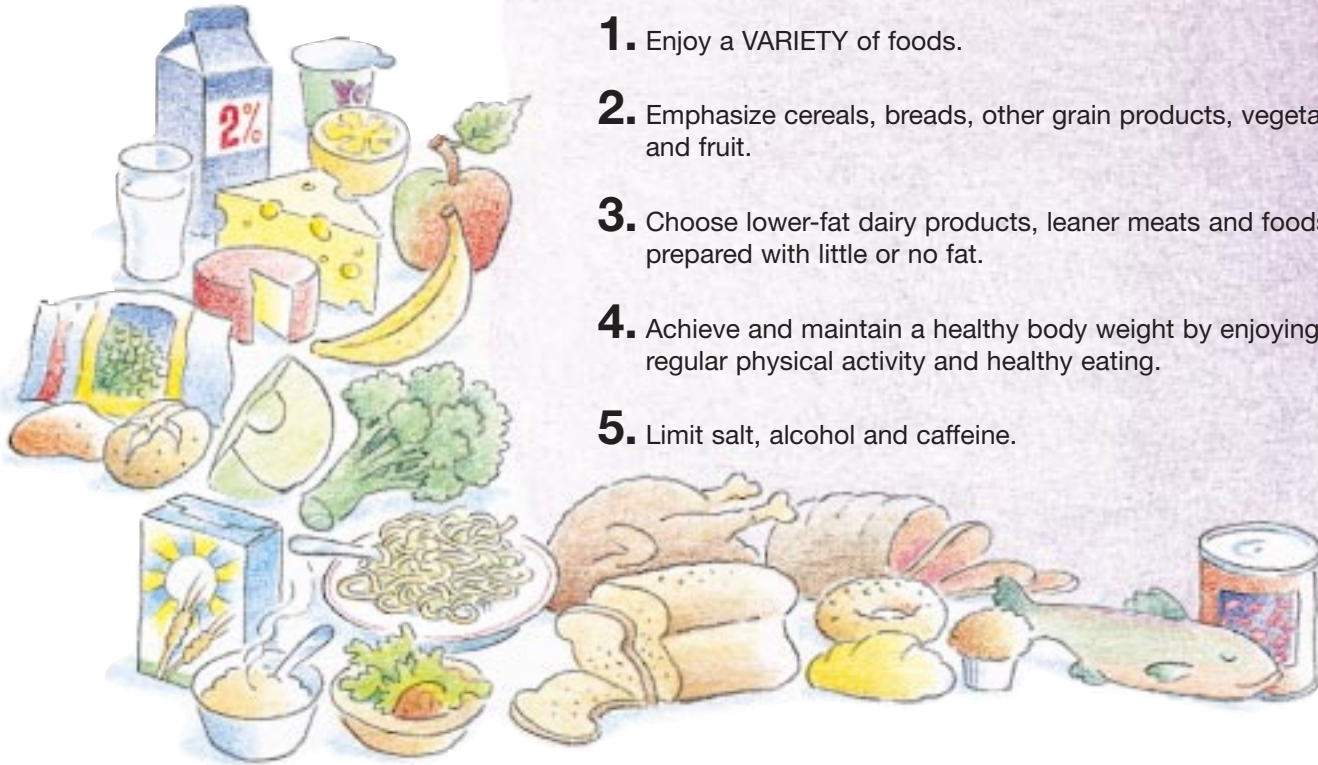 2%
Yo
1. Enjoy a VARIETY of foods.
2. Emphasize cereals, breads, other grain products, vegeta
and fruit.
3. Choose lower-fat dairy products, leaner meats and foods
prepared with little or no fat.
4. Achieve and maintain a healthy body weight by enjoying
regular physical activity and healthy eating.
5. Limit salt, alcohol and caffeine.